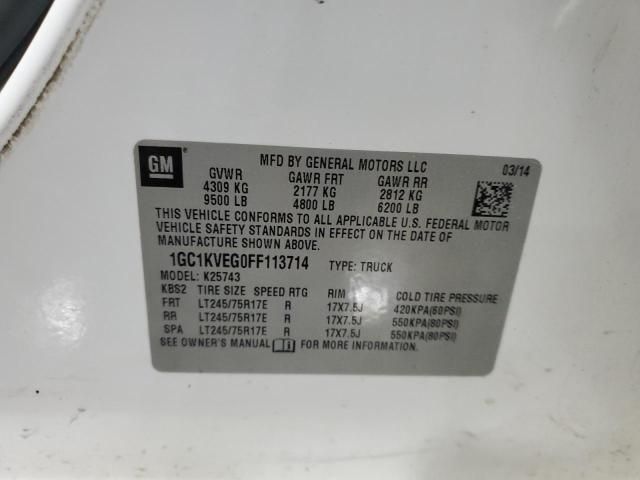 GM
MFD BY GENERAL MOTORS LLC
03/14
GVWR GAWR FRT GAWR RR
4309 KG 2177 KG 2812 KG
9500 LB 4800 LB 6200 LB
THIS VEHICLE CONFORMS TO ALL APPLICABLE U.S. FEDERAL MOTOR
VEHICLE SAFETY STANDARDS IN EFFECT ON THE DATE OF
MANUFACTURE SHOWN ABOVE.
1GC1KVEG0FF113714 TYPE: TRUCK
MODEL: K25743
KBS2 TIRE SIZE SPEED RTG RIM COLD TIRE PRESSURE
FRT LT245/75R17E R 17X7.5J 420KPA(60PSI)
RR LT245/75R17E R 17X7.5J 550KPA(80PSI)
SPA LT245/75R17E R 17X7.5J 550KPA(80PSI)
SEE OWNER'S MANUAL FOR MORE INFORMATION.